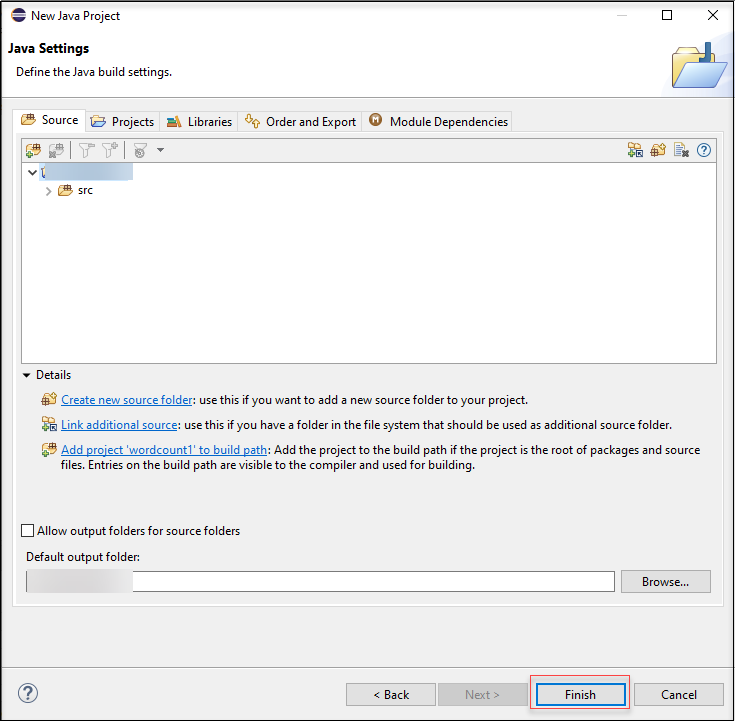 New Java Project
Java Settings
Define the Java build settings.
Source Projects Libraries Order and Export Module Dependencies
src
Details
Create new source folder: use this if you want to add a new source folder to your project.
Link additional source: use this if you have a folder in the file system that should be used as additional source folder.
Add project 'wordcount1' to build path: Add the project to the build path if the project is the root of packages and source
files. Entries on the build path are visible to the compiler and used for building.
Allow output folders for source folders
Default output folder:
Browse...
< Back Next > Finish Cancel